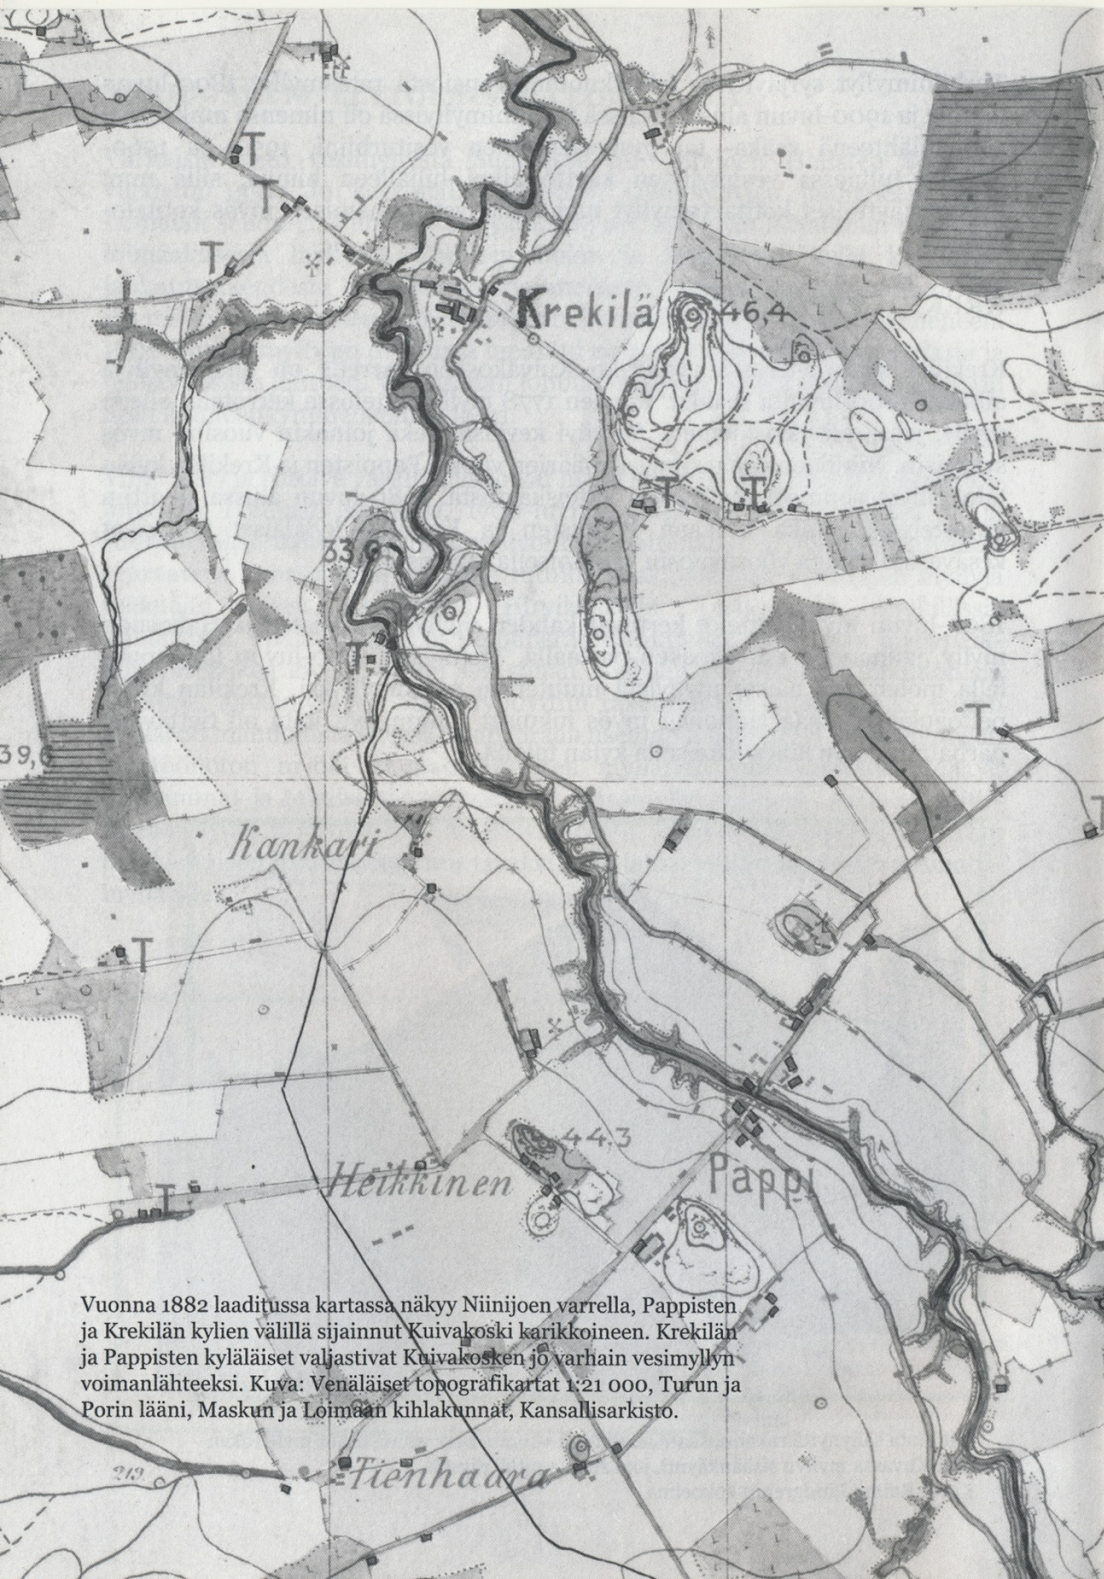 T
T
T
Krekilä
46,4
T
T
33
T
T
39,6
T
Kankari
T
44.3
Heikkinen
Pappi
T
Vuonna 1882 laaditussa kartassa näkyy Niinijoen varrella, Pappisten
ja Krekilän kylien välillä sijainnut Kuivakoski karikkoineen. Krekilän
ja Pappisten kyläläiset valjastivat Kuivakosken jo varhain vesimyllyn
voimanlähteeksi. Kuva: Venäläiset topografikartat 1:21 000, Turun ja
Porin lääni, Maskun ja Loimaan kihlakunnat, Kansallisarkisto.
219.
Tienhaara